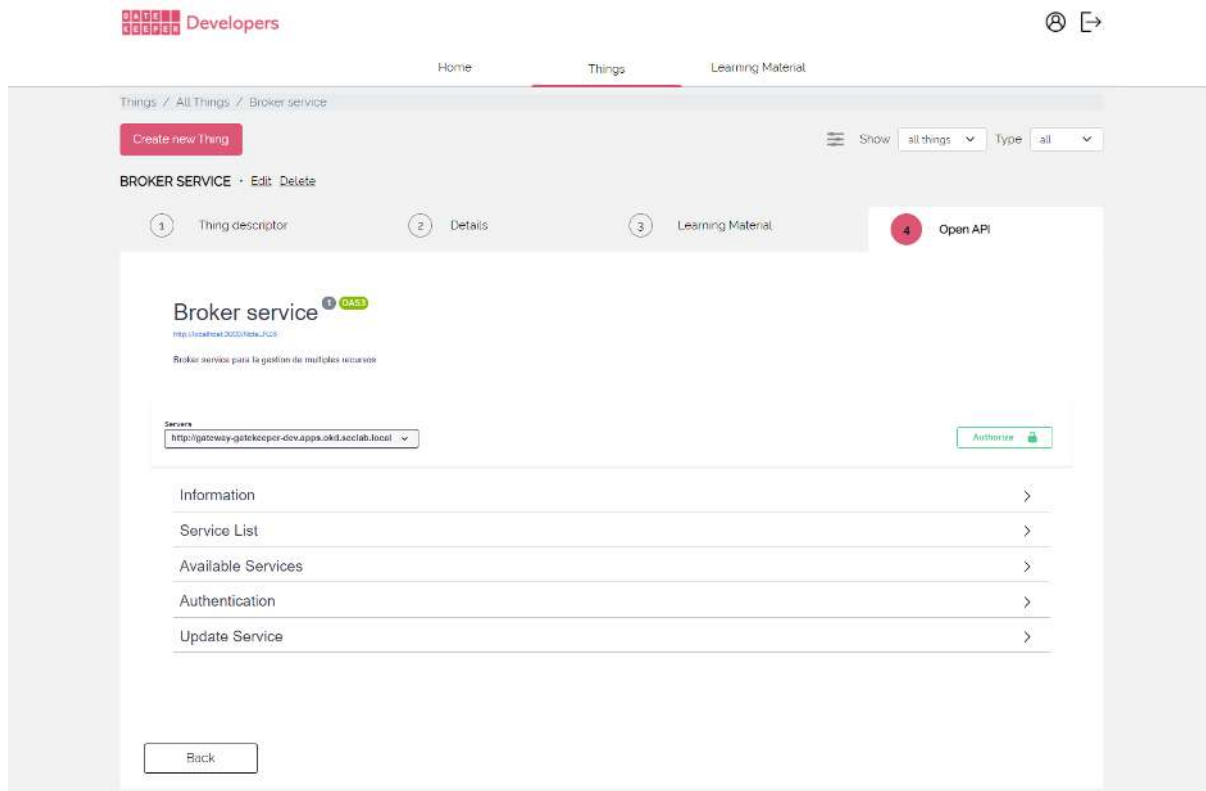 GATE KEEPER Developers
Home Things Learning Material
Things / All Things / Broker service
Create new Thing Show all things Type all
BROKER SERVICE · Edit Delete
1 Thing descriptor 2 Details 3 Learning Material 4 Open API
Broker service 1 OAS3
Broker service para la gestion de multiples recursos
Servers
http://gateway-gatekeeper-dev.apps.okd.seclab.local
Authorize
Information
Service List
Available Services
Authentication
Update Service
Back